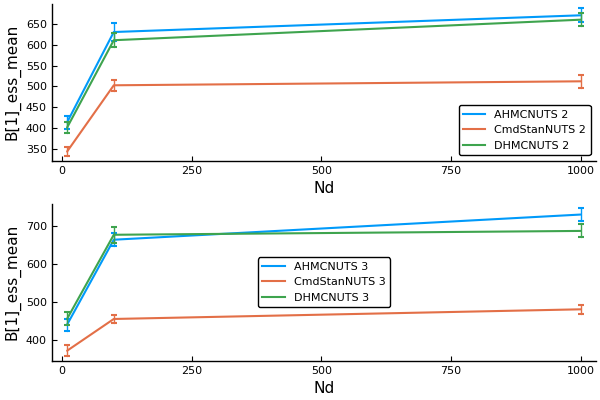 B[1]_ess_mean
650
600
550
500
450
400
350
AHMCNUTS 2
CmdStanNUTS 2
DHMCNUTS 2
0 250 500 750 1000
Nd
B[1]_ess_mean
700
600
500
400
AHMCNUTS 3
CmdStanNUTS 3
DHMCNUTS 3
0 250 500 750 1000
Nd